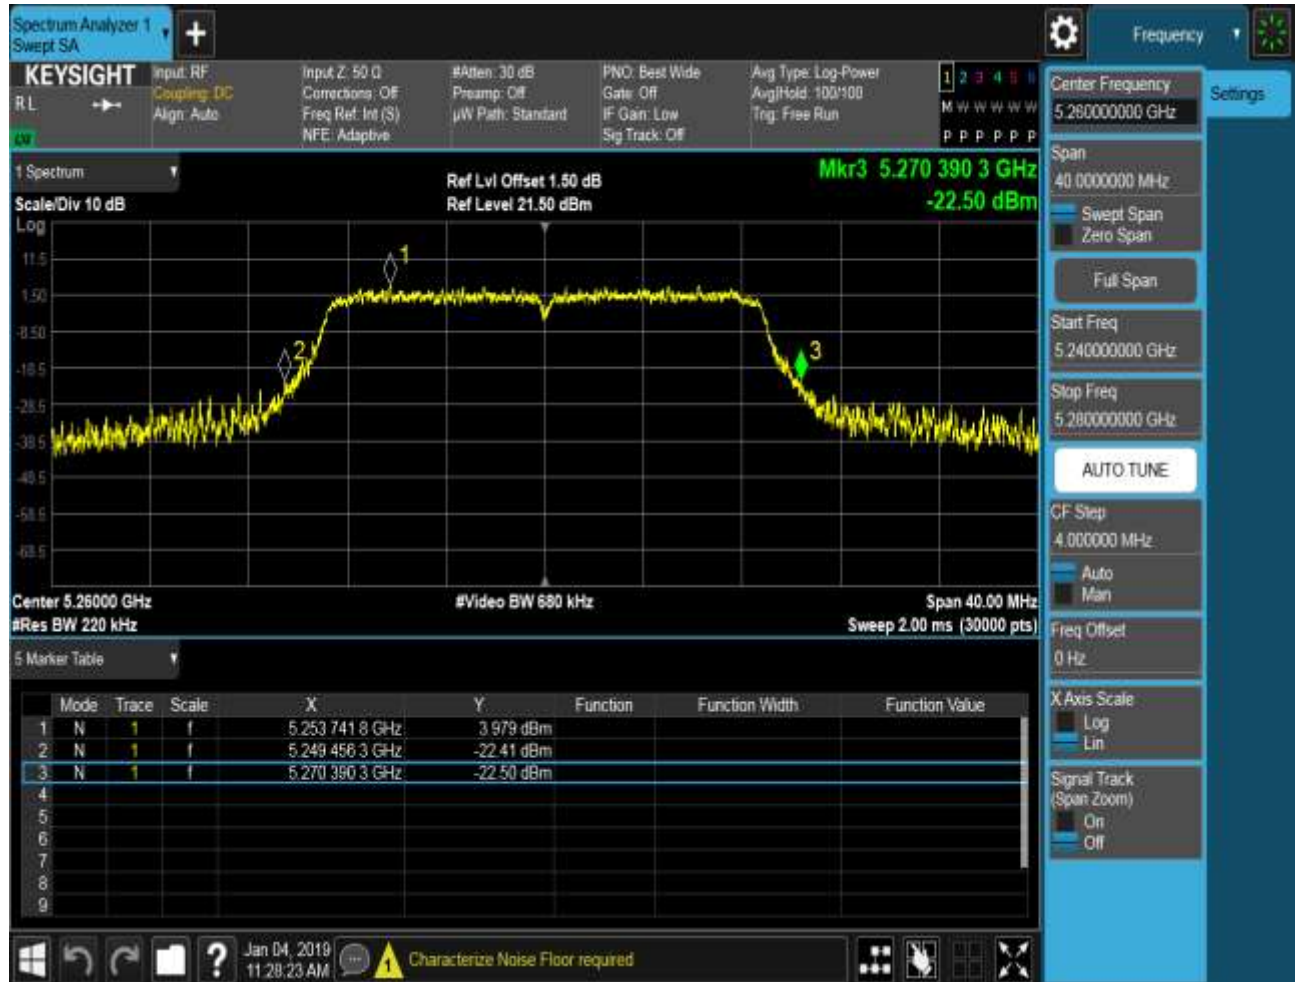 Spectrum Analyzer 1
Swept SA
Frequency
KEYSIGHT
RL
Input: RF
Coupling: DC
Align: Auto
Input Z: 50 Ω
Corrections: Off
Freq Ref: Int (S)
NFE: Adaptive
#Atten: 30 dB
Preamp: Off
µW Path: Standard
PNO: Best Wide
Gate: Off
IF Gain: Low
Sig Track: Off
Avg Type: Log-Power
Avg|Hold: 100/100
Trig: Free Run
1 2 3 4 5 6
M W W W W W
P P P P P P
1 Spectrum
Scale/Div 10 dB
Ref Lvl Offset 1.50 dB
Ref Level 21.50 dBm
Mkr3 5.270 390 3 GHz
-22.50 dBm
Log
11.5
1.50
-8.50
-18.5
-28.5
-38.5
-48.5
-58.5
-68.5
1
2
3
Center 5.26000 GHz
#Video BW 680 kHz
Span 40.00 MHz
#Res BW 220 kHz
Sweep 2.00 ms (30000 pts)
5 Marker Table
Mode Trace Scale X Y Function Function Width Function Value
1 N 1 f 5.253 741 8 GHz 3.979 dBm
2 N 1 f 5.249 456 3 GHz -22.41 dBm
3 N 1 f 5.270 390 3 GHz -22.50 dBm
4
5
6
7
8
9
Jan 04, 2019
11:28:23 AM
Characterize Noise Floor required
Center Frequency
5.260000000 GHz
Settings
Span
40.0000000 MHz
Swept Span
Zero Span
Full Span
Start Freq
5.240000000 GHz
Stop Freq
5.280000000 GHz
AUTO TUNE
CF Step
4.000000 MHz
Auto
Man
Freq Offset
0 Hz
X Axis Scale
Log
Lin
Signal Track
(Span Zoom)
On
Off